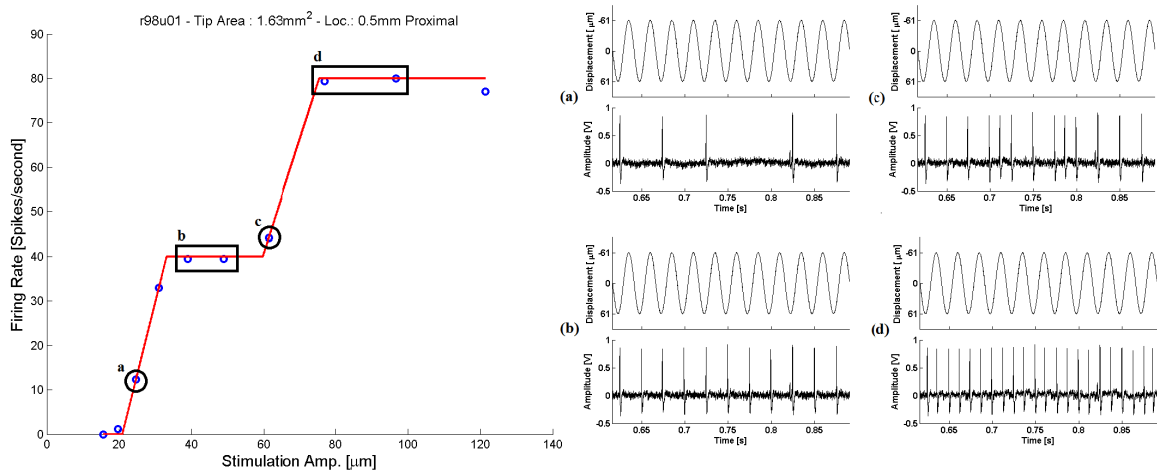 r98u01 - Tip Area : 1.63mm² - Loc.: 0.5mm Proximal
Firing Rate [Spikes/second]
90
80
70
60
50
40
30
20
10
0
a
b
c
d
0 20 40 60 80 100 120 140
Stimulation Amp. [μm]
(a)
Displacement [μm]
-61
0
61
Amplitude [V]
1
0.5
0
-0.5
0.65 0.7 0.75 0.8 0.85
Time [s]
(c)
Displacement [μm]
-61
0
61
Amplitude [V]
1
0.5
0
-0.5
0.65 0.7 0.75 0.8 0.85
Time [s]
(b)
Displacement [μm]
-61
0
61
Amplitude [V]
1
0.5
0
-0.5
0.65 0.7 0.75 0.8 0.85
Time [s]
(d)
Displacement [μm]
-61
0
61
Amplitude [V]
1
0.5
0
-0.5
0.65 0.7 0.75 0.8 0.85
Time [s]